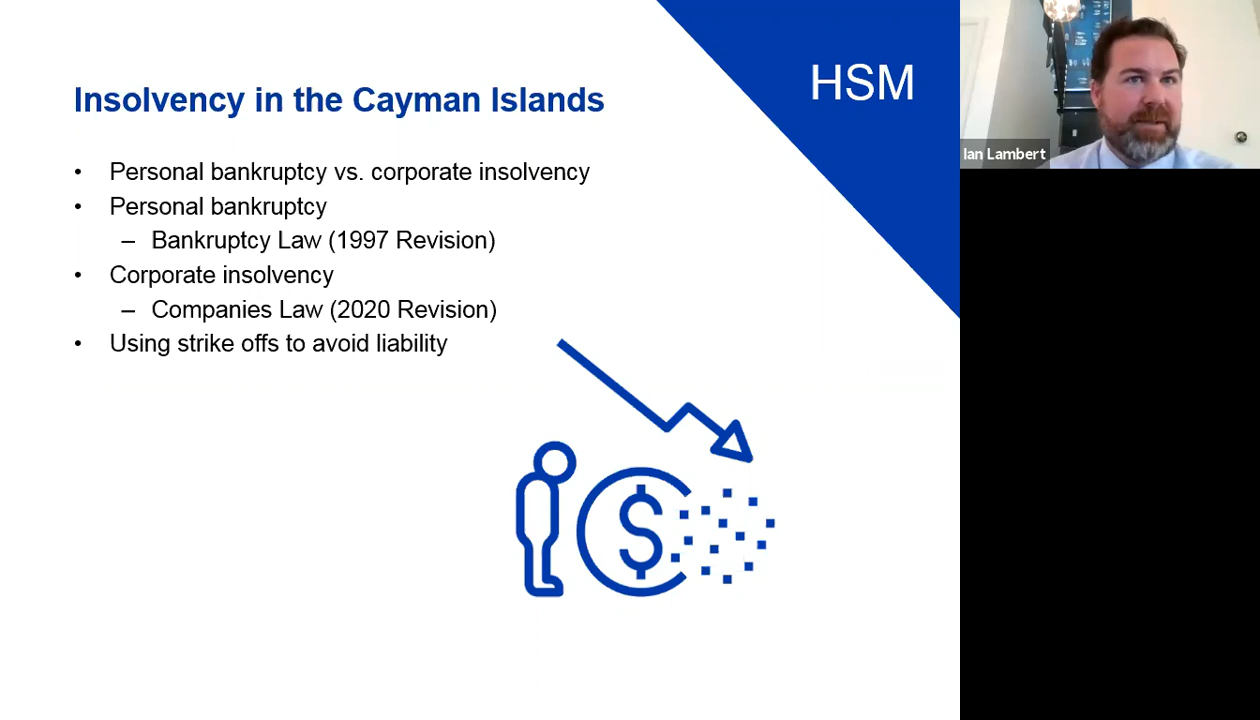 Insolvency in the Cayman Islands
HSM
• Personal bankruptcy vs. corporate insolvency
• Personal bankruptcy
– Bankruptcy Law (1997 Revision)
• Corporate insolvency
– Companies Law (2020 Revision)
• Using strike offs to avoid liability
$
Ian Lambert